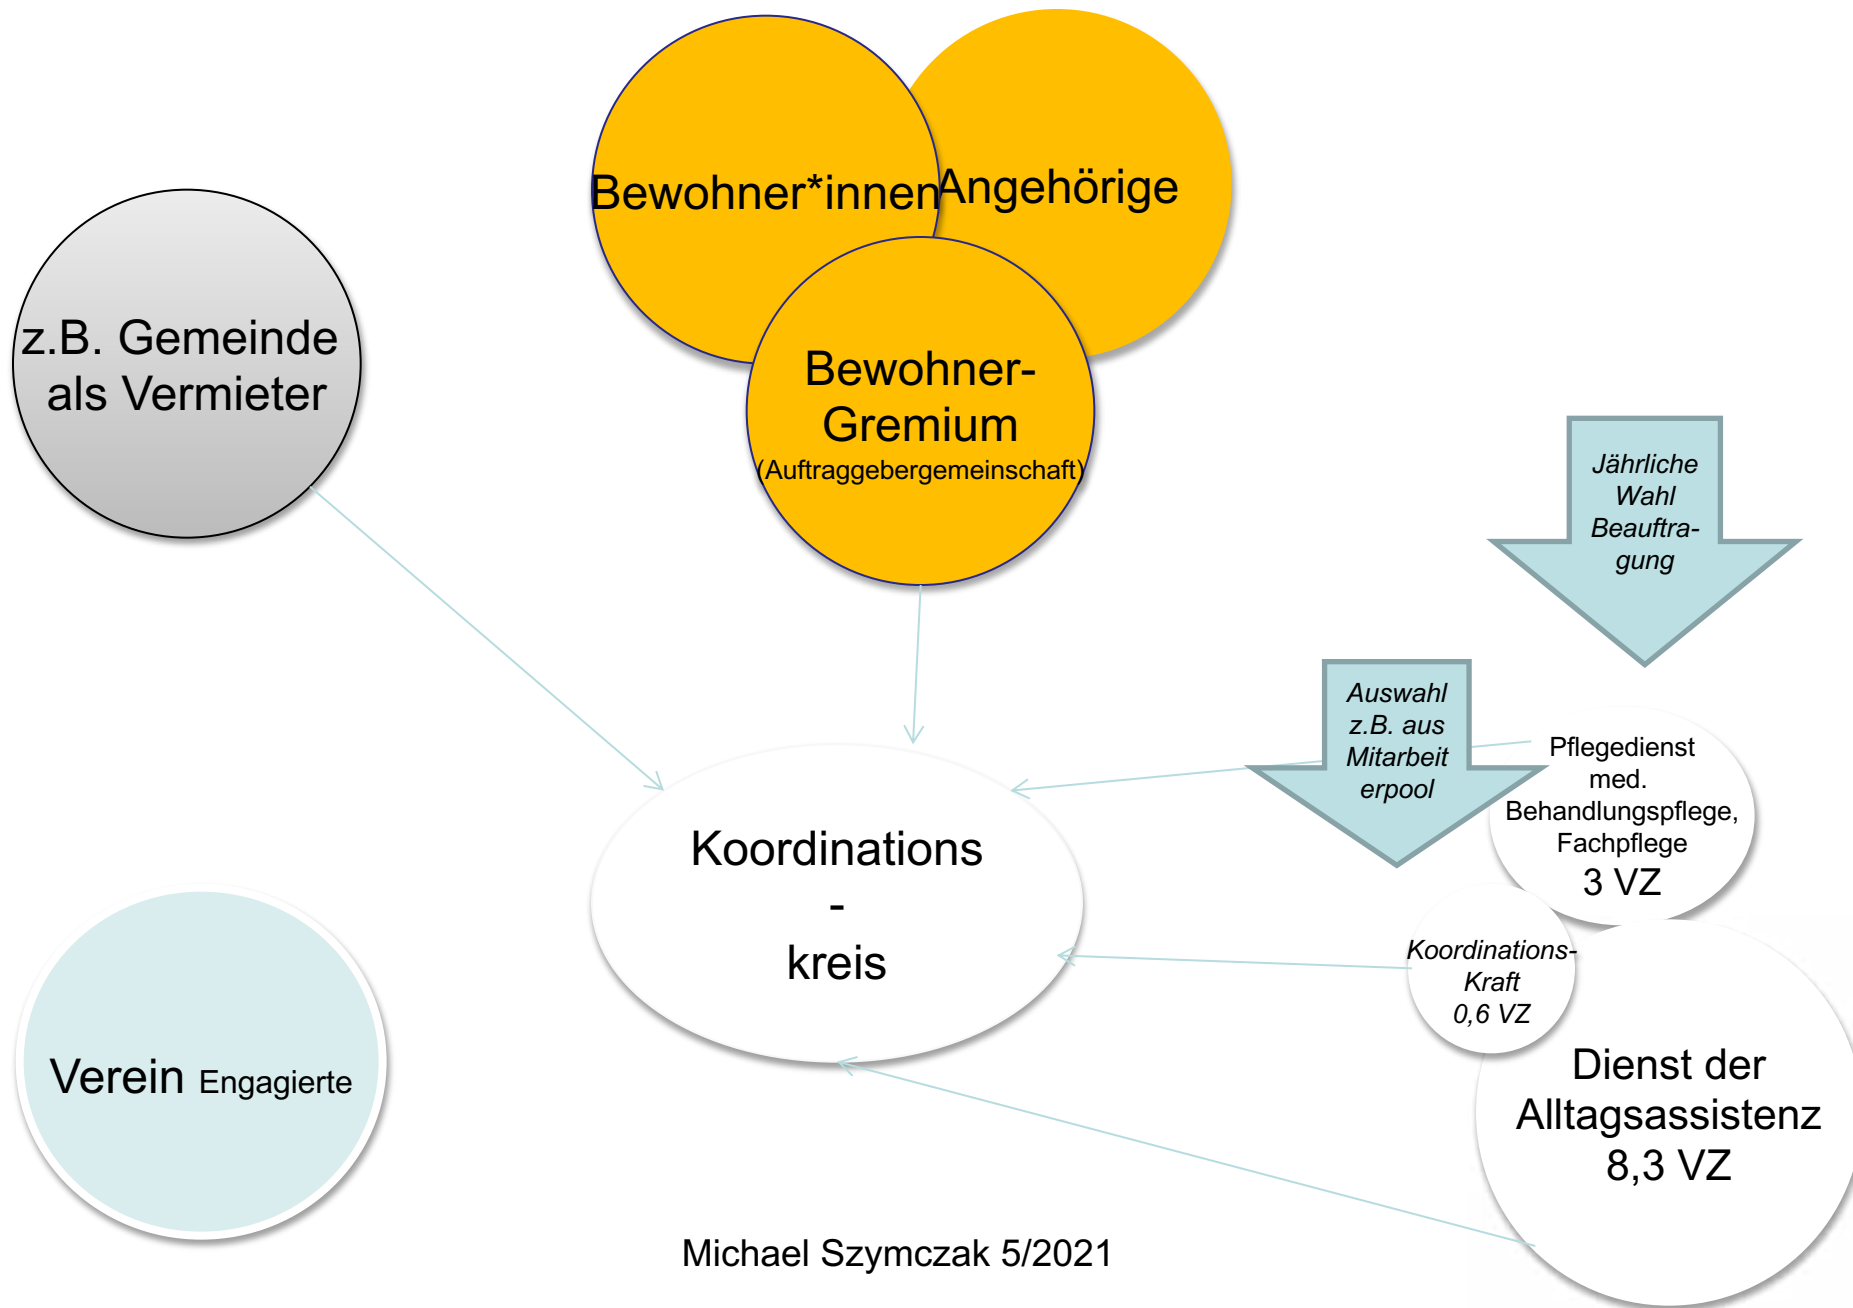 Bewohner*innen
Angehörige
z.B. Gemeinde
als Vermieter
Bewohner-
Gremium
(Auftraggebergemeinschaft)
Jährliche
Wahl
Beauftra-
gung
Auswahl
z.B. aus
Mitarbeit
erpool
Pflegedienst
med.
Behandlungspflege,
Fachpflege
3 VZ
Koordinations
-
kreis
Koordinations-
Kraft
0,6 VZ
Verein Engagierte
Dienst der
Alltagsassistenz
8,3 VZ
Michael Szymczak 5/2021